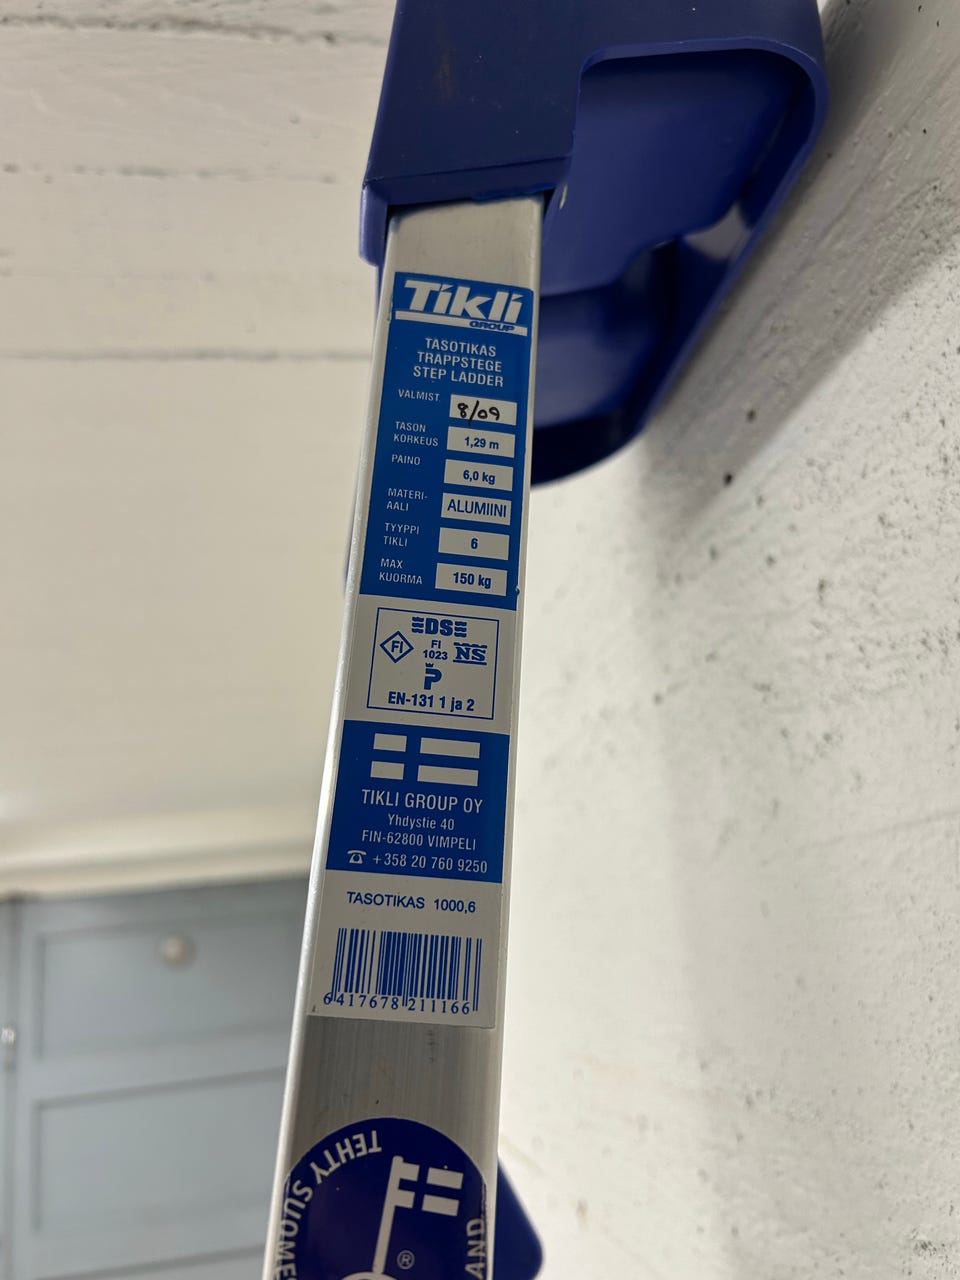 Tikli
GROUP
TASOTIKAS
TRAPPSTEGE
STEP LADDER
VALMIST. 8/09
TASON KORKEUS 1,29 m
PAINO 6,0 kg
MATERI-AALI ALUMIINI
TYYPPI TIKLI 6
MAX KUORMA 150 kg
DS
FI FI 1023 NS
P
EN-131 1 ja 2
TIKLI GROUP OY
Yhdystie 40
FIN-62800 VIMPELI
☎ +358 20 760 9250
TASOTIKAS 1000,6
6417678211166
TEHTY SUOME
AND
®